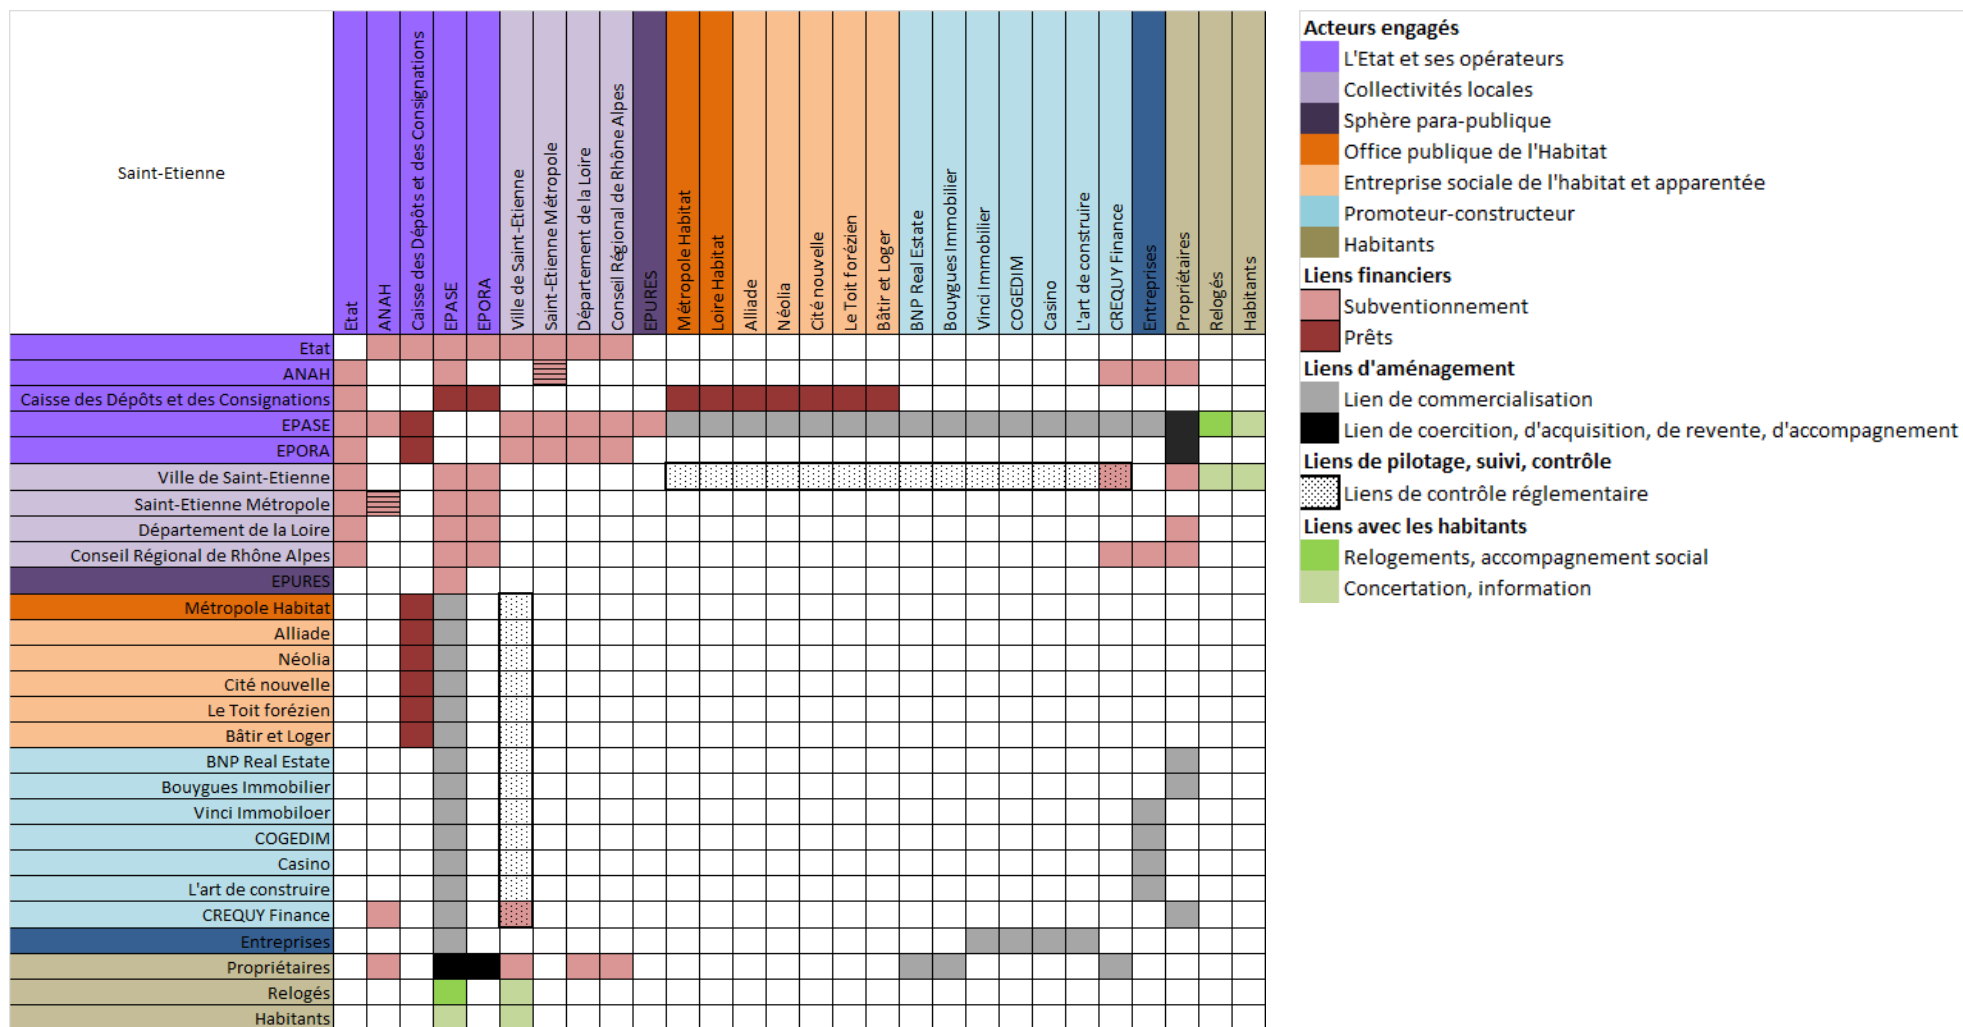 Saint-Etienne
Etat
ANAH
Caisse des Dépôts et des Consignations
EPASE
EPORA
Ville de Saint-Etienne
Saint-Etienne Métropole
Département de la Loire
Conseil Régional de Rhône Alpes
EPURES
Métropole Habitat
Loire Habitat
Alliade
Néolia
Cité nouvelle
Le Toit forézien
Bâtir et Loger
BNP Real Estate
Bouygues Immobilier
Vinci Immobilier
COGEDIM
Casino
L'art de construire
CREQUY Finance
Entreprises
Propriétaires
Relogés
Habitants
Etat
ANAH
Caisse des Dépôts et des Consignations
EPASE
EPORA
Ville de Saint-Etienne
Saint-Etienne Métropole
Département de la Loire
Conseil Régional de Rhône Alpes
EPURES
Métropole Habitat
Alliade
Néolia
Cité nouvelle
Le Toit forézien
Bâtir et Loger
BNP Real Estate
Bouygues Immobilier
Vinci Immobiloer
COGEDIM
Casino
L'art de construire
CREQUY Finance
Entreprises
Propriétaires
Relogés
Habitants
Acteurs engagés
L'Etat et ses opérateurs
Collectivités locales
Sphère para-publique
Office publique de l'Habitat
Entreprise sociale de l'habitat et apparentée
Promoteur-constructeur
Habitants
Liens financiers
Subventionnement
Prêts
Liens d'aménagement
Lien de commercialisation
Lien de coercition, d'acquisition, de revente, d'accompagnement
Liens de pilotage, suivi, contrôle
Liens de contrôle réglementaire
Liens avec les habitants
Relogements, accompagnement social
Concertation, information